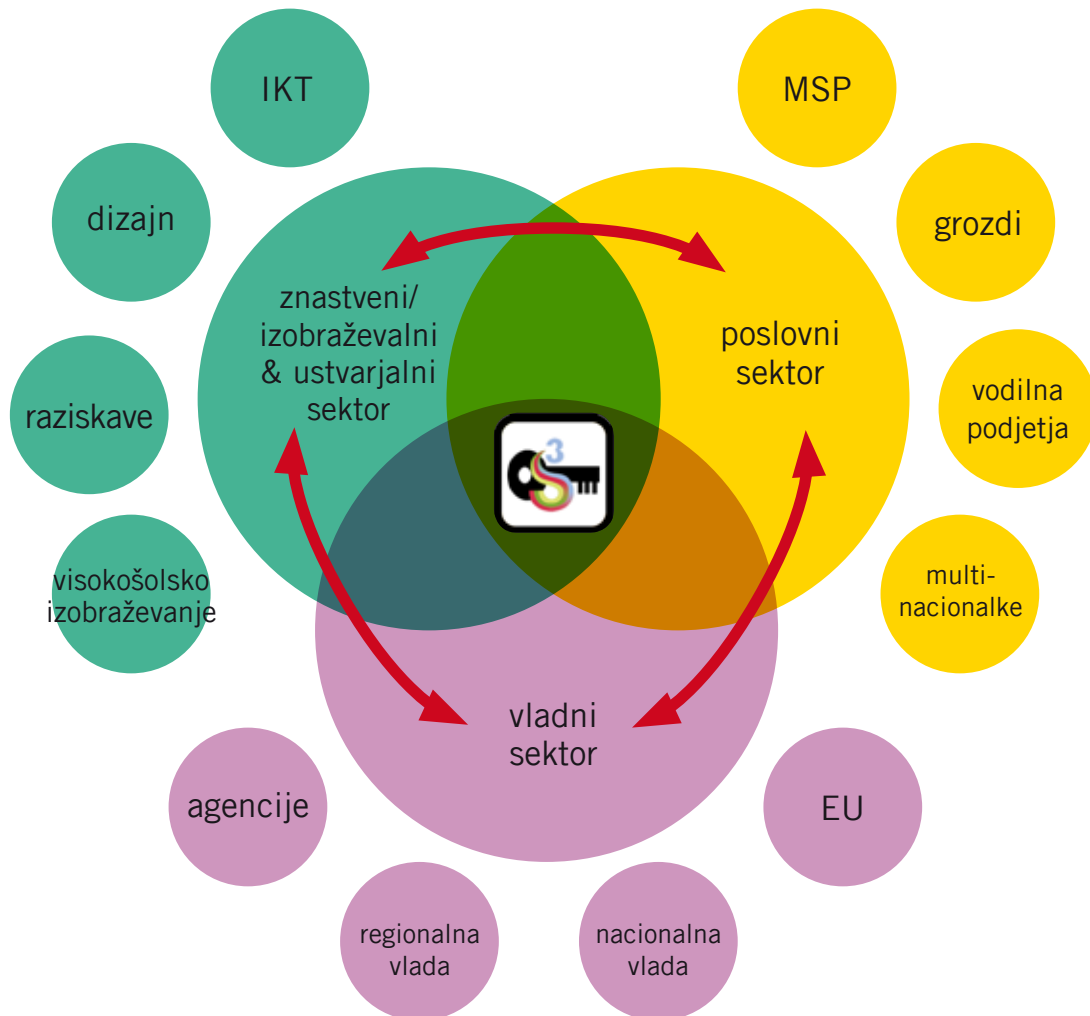 IKT
MSP
dizajn
grozdi
znastveni/
izobraževalni
& ustvarjalni
sektor
poslovni
sektor
raziskave
vodilna
podjetja
3
S
visokošolsko
izobraževanje
multi-
nacionalke
vladni
sektor
agencije
EU
regionalna
vlada
nacionalna
vlada